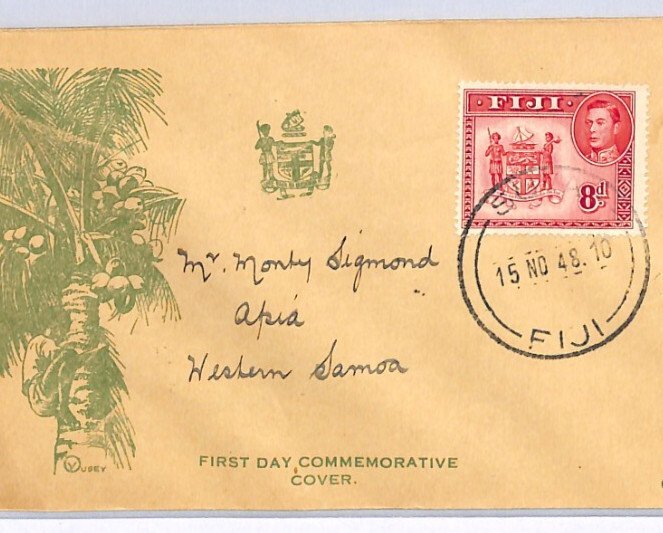 FIJI
8d
15 NO 48.10
FIJI
Mr. Monty Sigmond
Apia
Western Samoa
FIRST DAY COMMEMORATIVE
COVER.